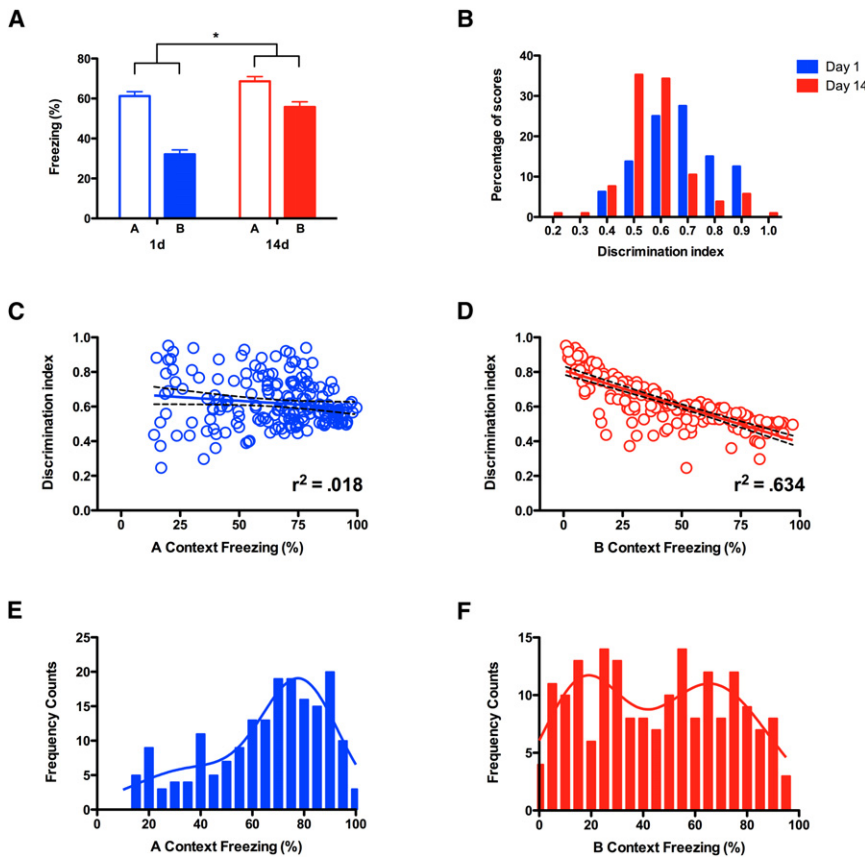 A
*
80
60
40
20
0
Freezing (%)
A B A B
1d 14d
B
40
30
20
10
0
Percentage of scores
0.2 0.3 0.4 0.5 0.6 0.7 0.8 0.9 1.0
Discrimination index
Day 1
Day 14
C
1.0
0.8
0.6
0.4
0.2
0.0
Discrimination index
r² = .018
0 25 50 75 100
A Context Freezing (%)
D
1.0
0.8
0.6
0.4
0.2
0.0
Discrimination index
r² = .634
0 25 50 75 100
B Context Freezing (%)
E
25
20
15
10
5
0
Frequency Counts
0 20 40 60 80 100
A Context Freezing (%)
F
15
10
5
0
Frequency Counts
0 20 40 60 80 100
B Context Freezing (%)